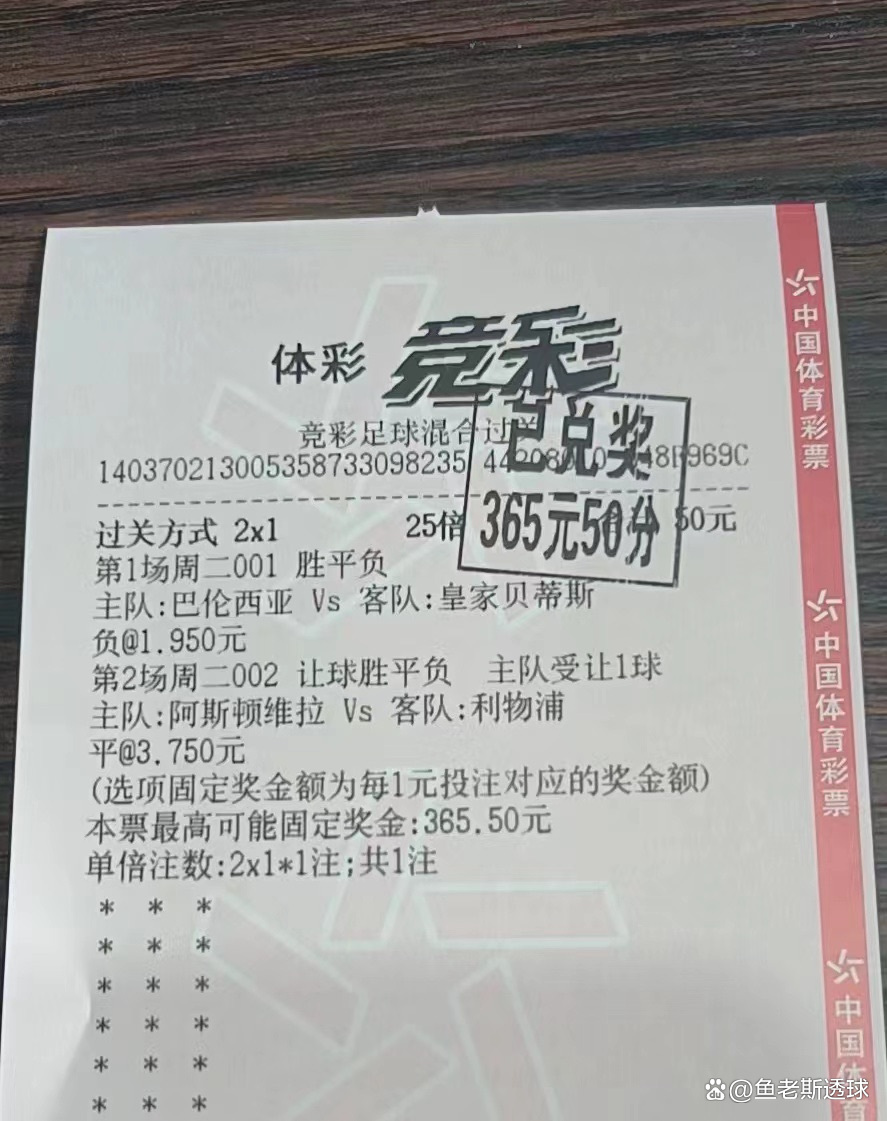 体彩 竞彩
竞彩足球混合过关
140370213005358733098235
已兑奖
365元50分
过关方式 2x1 25倍 50元
第1场周二001 胜平负
主队:巴伦西亚 Vs 客队:皇家贝蒂斯
负@1.950元
第2场周二002 让球胜平负 主队受让1球
主队:阿斯顿维拉 Vs 客队:利物浦
平@3.750元
(选项固定奖金额为每1元投注对应的奖金额)
本票最高可能固定奖金:365.50元
单倍注数:2x1*1注;共1注
* * *
* * *
* * *
* * *
* * *
* * *
中国体育彩票
中国体育彩票
中国体育
@鱼老斯透球